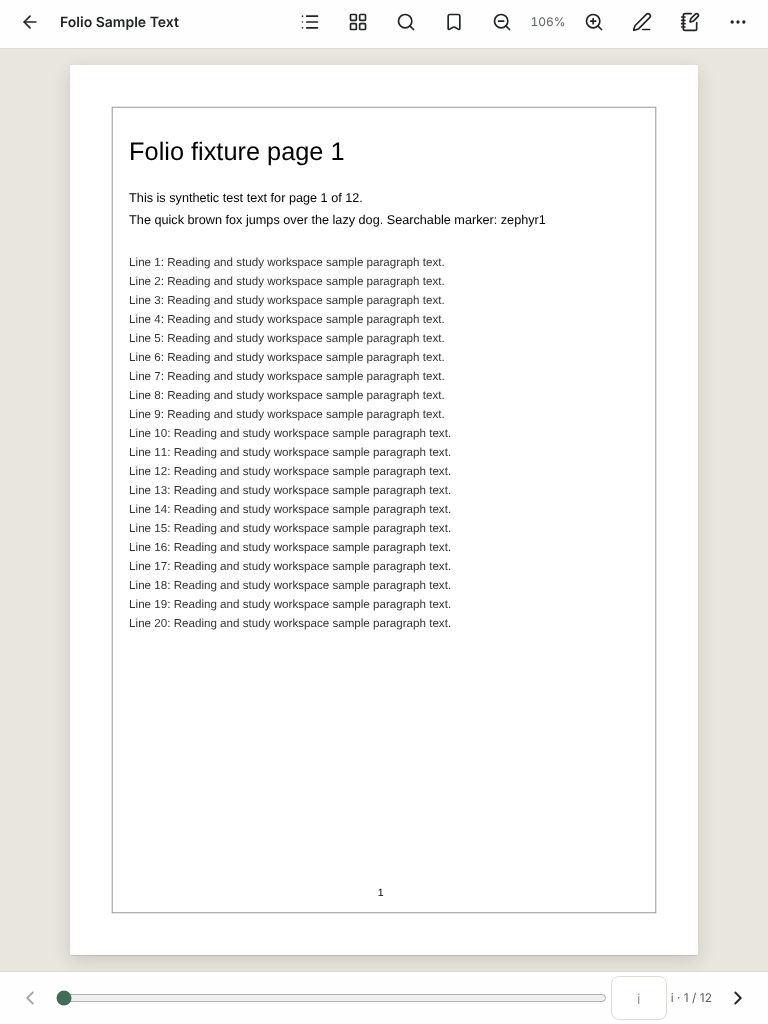 Folio Sample Text
106%
Folio fixture page 1
This is synthetic test text for page 1 of 12.
The quick brown fox jumps over the lazy dog. Searchable marker: zephyr1
Line 1: Reading and study workspace sample paragraph text.
Line 2: Reading and study workspace sample paragraph text.
Line 3: Reading and study workspace sample paragraph text.
Line 4: Reading and study workspace sample paragraph text.
Line 5: Reading and study workspace sample paragraph text.
Line 6: Reading and study workspace sample paragraph text.
Line 7: Reading and study workspace sample paragraph text.
Line 8: Reading and study workspace sample paragraph text.
Line 9: Reading and study workspace sample paragraph text.
Line 10: Reading and study workspace sample paragraph text.
Line 11: Reading and study workspace sample paragraph text.
Line 12: Reading and study workspace sample paragraph text.
Line 13: Reading and study workspace sample paragraph text.
Line 14: Reading and study workspace sample paragraph text.
Line 15: Reading and study workspace sample paragraph text.
Line 16: Reading and study workspace sample paragraph text.
Line 17: Reading and study workspace sample paragraph text.
Line 18: Reading and study workspace sample paragraph text.
Line 19: Reading and study workspace sample paragraph text.
Line 20: Reading and study workspace sample paragraph text.
1
i
i · 1 / 12